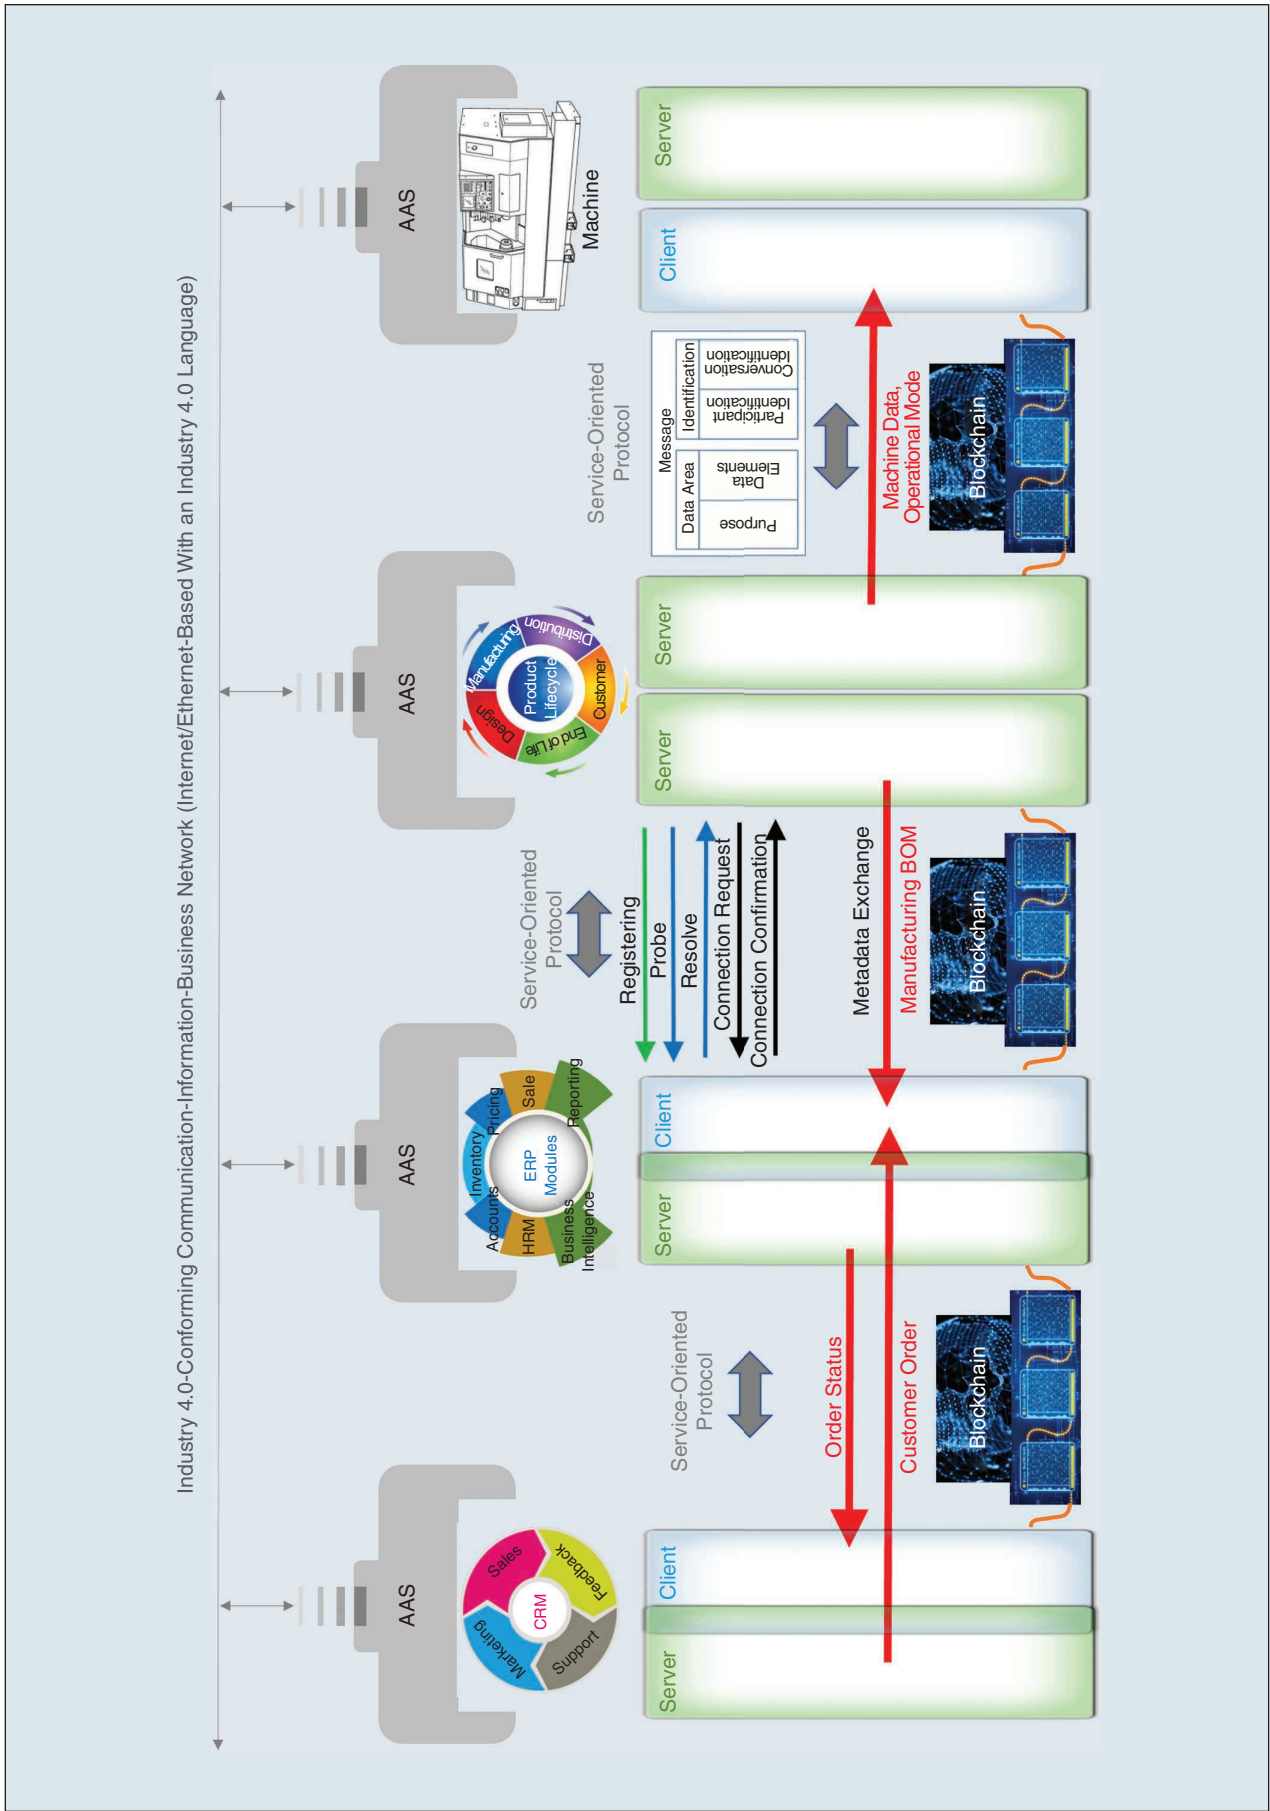 Industry 4.0-Conforming Communication-Information-Business Network (Internet/Ethernet-Based With an Industry 4.0 Language)
AAS
Marketing
Sales
Feedback
Support
CRM
Server
Client
Service-Oriented
Protocol
Order Status
Customer Order
Blockchain
AAS
Accounts
Inventory
Pricing
HRM
Sale
Business
Intelligence
Reporting
ERP
Modules
Server
Client
Service-Oriented
Protocol
Registering
Probe
Resolve
Connection Request
Connection Confirmation
Metadata Exchange
Manufacturing BOM
Blockchain
AAS
Design
Manufacturing
Distribution
Customer
End of Life
Product
Lifecycle
Server
Server
Service-Oriented
Protocol
Message
Data Area
Identification
Purpose
Data
Elements
Participant
Identification
Conversation
Identification
Machine Data,
Operational Mode
Blockchain
AAS
Machine
Client
Server